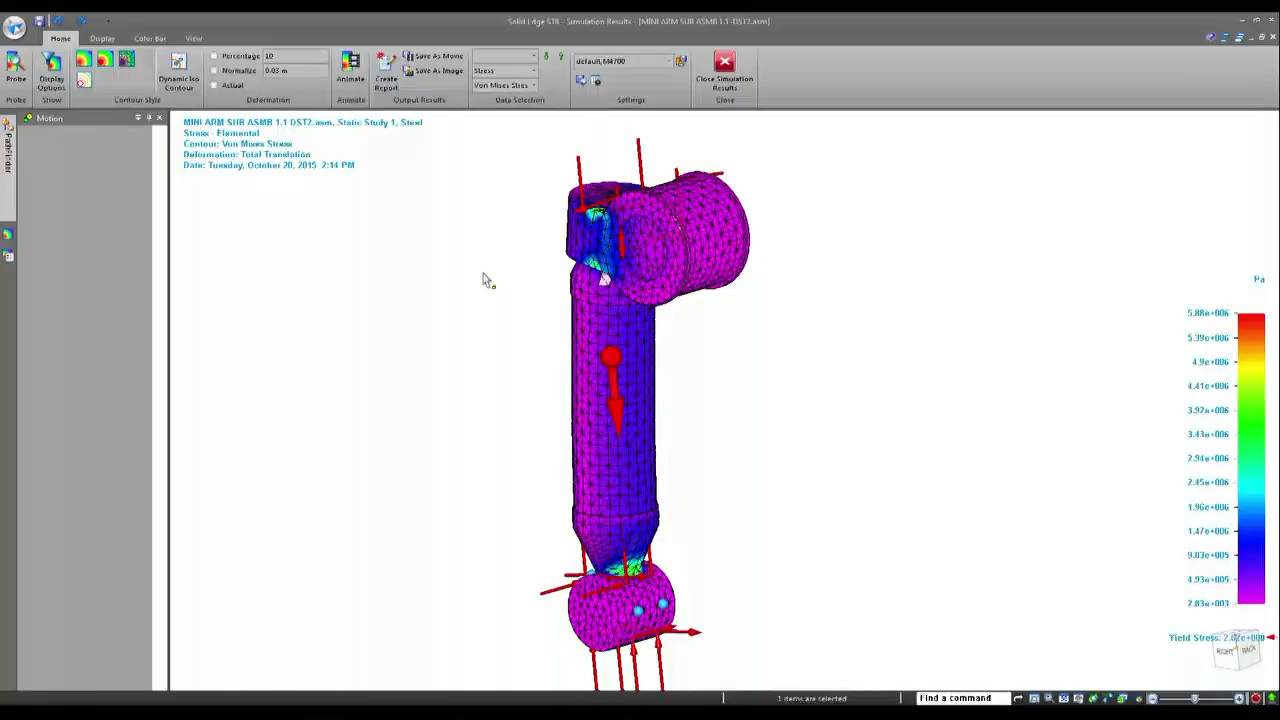 Solid Edge ST8 - Simulation Results - [MINI ARM SUB ASMB 1.1-DST2.asm]
Home Display Color Bar View
Percentage 10
Normalize 0.03 m
Actual
Save As Movie
Save As Image
Stress
Von Mises Stres
default, M4700
Probe
Display Options
Dynamic Iso Contour
Animate
Create Report
Close Simulation Results
Probe Show Contour Style Deformation Animate Output Results Data Selection Settings Close
Motion
PathFinder
MINI ARM SUB ASMB 1.1 DST2.asm, Static Study 1, Steel
Stress - Elemental
Contour: Von Mises Stress
Deformation: Total Translation
Date: Tuesday, October 20, 2015 2:14 PM
Pa
5.88e+006
5.39e+006
4.9e+006
4.41e+006
3.92e+006
3.43e+006
2.94e+006
2.45e+006
1.96e+006
1.47e+006
9.83e+005
4.93e+005
2.83e+003
Yield Stress:
RIGHT BACK
1 items are selected
Find a command